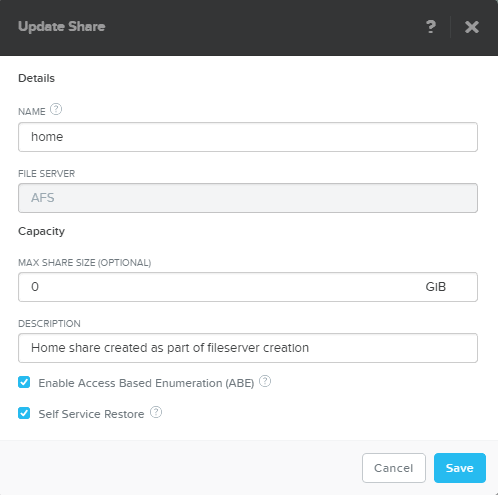 Update Share ? ×
Details
NAME ?
home
FILE SERVER
AFS
Capacity
MAX SHARE SIZE (OPTIONAL)
0 GiB
DESCRIPTION
Home share created as part of fileserver creation
Enable Access Based Enumeration (ABE) ?
Self Service Restore ?
Cancel Save